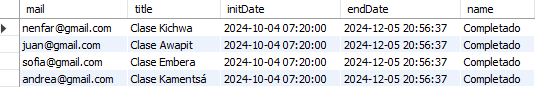 mail title initDate endDate name
nenfar@gmail.com Clase Kichwa 2024-10-04 07:20:00 2024-12-05 20:56:37 Completado
juan@gmail.com Clase Awapit 2024-10-04 07:20:00 2024-12-05 20:56:37 Completado
sofia@gmail.com Clase Embera 2024-10-04 07:20:00 2024-12-05 20:56:37 Completado
andrea@gmail.com Clase Kamentsá 2024-10-04 07:20:00 2024-12-05 20:56:37 Completado